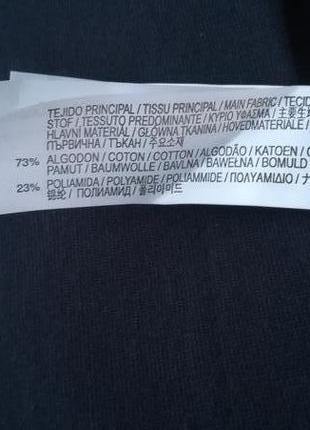 TEJIDO PRINCIPAL / TISSU PRINCIPAL / MAIN FABRIC / TECID
STOF / TESSUTO PREDOMINANTE / ΚΥΡΙΟ ΥΦΑΣΜΑ / 主要生
HLAVNÍ MATERIÁL / GŁÓWNA TKANINA / HOVEDMATERIALE /
ПЪРВИЧНА / ТЪКАН / 주요소재
73% ALGODON / COTON / COTTON / ALGODÃO / KATOEN / C
PAMUT / BAUMWOLLE / BAVLNA / BAWEŁNA / BOMULD
23% POLIAMIDA / POLYAMIDE / POLIAMMIDE / ΠΟΛΥΑΜΙΔΙΟ / ナ
锦纶 / ПОЛИАМИД / 폴리아미드